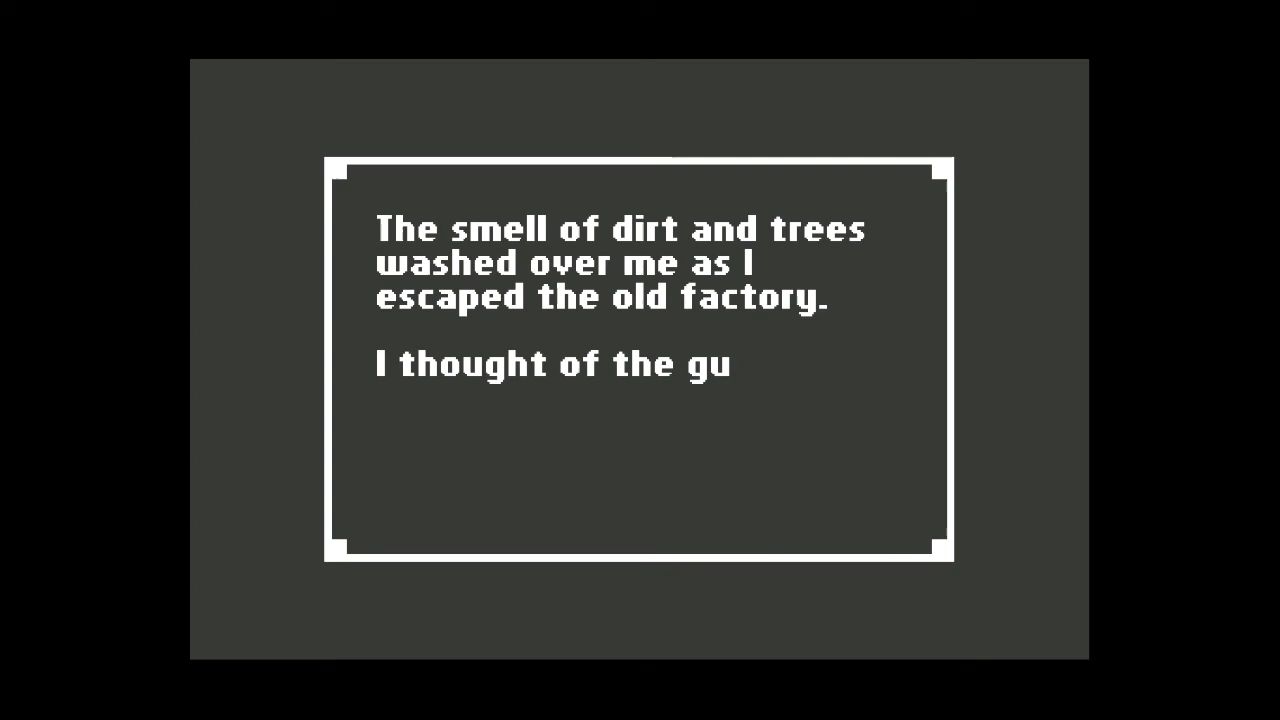 The smell of dirt and trees
washed over me as I
escaped the old factory.
I thought of the gu